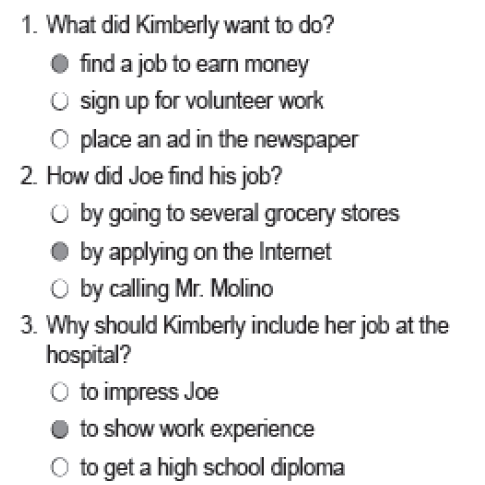 1. What did Kimberly want to do?
find a job to earn money
sign up for volunteer work
place an ad in the newspaper
2. How did Joe find his job?
by going to several grocery stores
by applying on the Internet
by calling Mr. Molino
3. Why should Kimberly include her job at the
hospital?
to impress Joe
to show work experience
to get a high school diploma